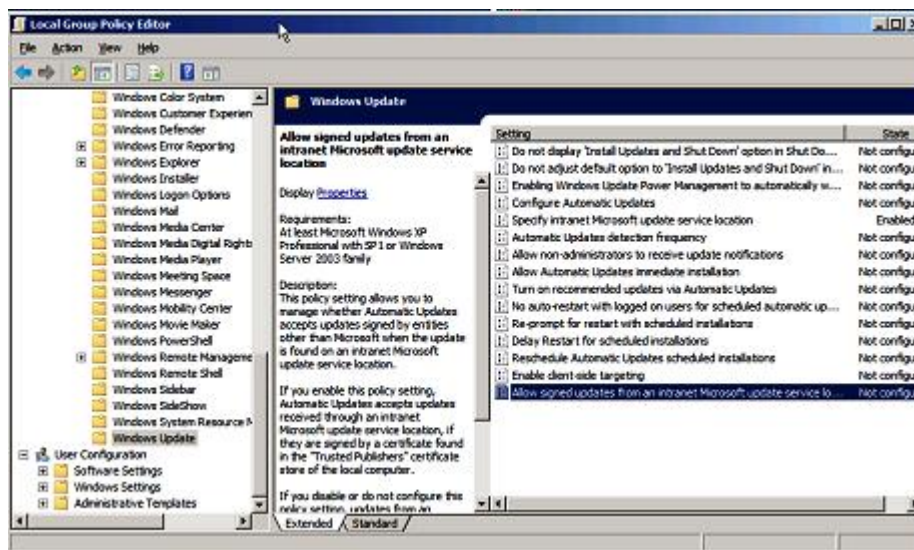 Local Group Policy Editor
File Action View Help
Windows Color System
Windows Customer Experien
Windows Defender
Windows Error Reporting
Windows Explorer
Windows Installer
Windows Logon Options
Windows Mail
Windows Media Center
Windows Media Digital Rights
Windows Media Player
Windows Meeting Space
Windows Messenger
Windows Mobility Center
Windows Movie Maker
Windows PowerShell
Windows Remote Manageme
Windows Remote Shell
Windows Sidebar
Windows SideShow
Windows System Resource M
Windows Update
User Configuration
Software Settings
Windows Settings
Administrative Templates
Windows Update
Allow signed updates from an
intranet Microsoft update service
location
Display Properties
Requirements:
At least Microsoft Windows XP
Professional with SP1 or Windows
Server 2003 family
Description:
This policy setting allows you to
manage whether Automatic Updates
accepts updates signed by entities
other than Microsoft when the update
is found on an intranet Microsoft
update service location.
If you enable this policy setting,
Automatic Updates accepts updates
received through an intranet
Microsoft update service location, if
they are signed by a certificate found
in the "Trusted Publishers" certificate
store of the local computer.
If you disable or do not configure this
policy setting, updates from an
Extended Standard
Setting State
Do not display 'Install Updates and Shut Down' option in Shut Do.... Not configu
Do not adjust default option to 'Install Updates and Shut Down' in... Not configu
Enabling Windows Update Power Management to automatically w... Not configu
Configure Automatic Updates Not configu
Specify intranet Microsoft update service location Enabled
Automatic Updates detection frequency Not configu
Allow non-administrators to receive update notifications Not configu
Allow Automatic Updates immediate installation Not configu
Turn on recommended updates via Automatic Updates Not configu
No auto-restart with logged on users for scheduled automatic up.... Not configu
Re-prompt for restart with scheduled installations Not configu
Delay Restart for scheduled installations Not configu
Reschedule Automatic Updates scheduled installations Not configu
Enable client-side targeting Not configu
Allow signed updates from an intranet Microsoft update service lo... Not configu